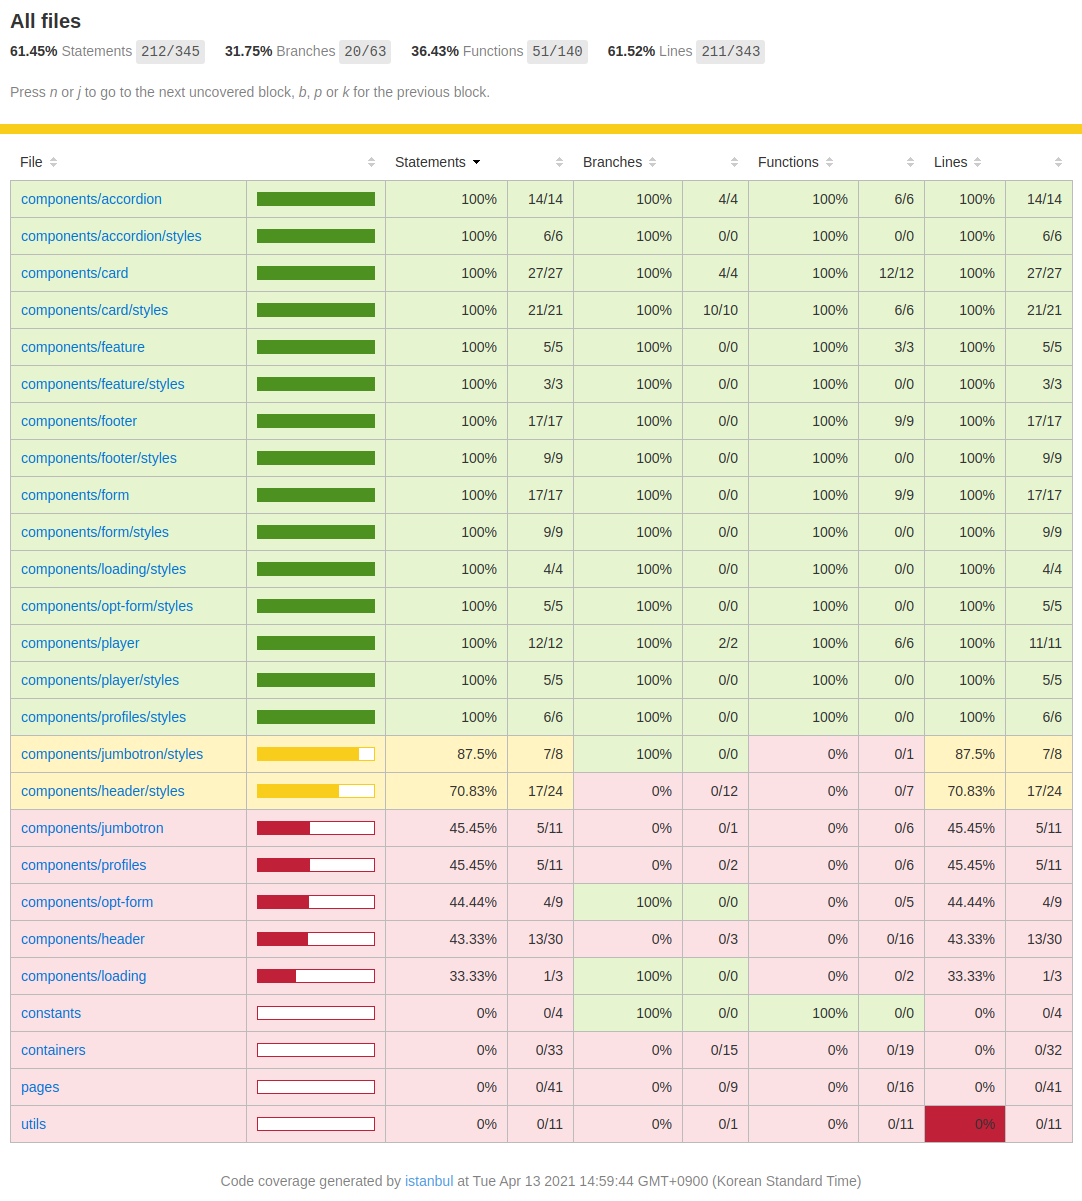 All files
61.45% Statements 212/345 31.75% Branches 20/63 36.43% Functions 51/140 61.52% Lines 211/343
Press n or j to go to the next uncovered block, b, p or k for the previous block.
File Statements Branches Functions Lines
components/accordion 100% 14/14 100% 4/4 100% 6/6 100% 14/14
components/accordion/styles 100% 6/6 100% 0/0 100% 0/0 100% 6/6
components/card 100% 27/27 100% 4/4 100% 12/12 100% 27/27
components/card/styles 100% 21/21 100% 10/10 100% 6/6 100% 21/21
components/feature 100% 5/5 100% 0/0 100% 3/3 100% 5/5
components/feature/styles 100% 3/3 100% 0/0 100% 0/0 100% 3/3
components/footer 100% 17/17 100% 0/0 100% 9/9 100% 17/17
components/footer/styles 100% 9/9 100% 0/0 100% 0/0 100% 9/9
components/form 100% 17/17 100% 0/0 100% 9/9 100% 17/17
components/form/styles 100% 9/9 100% 0/0 100% 0/0 100% 9/9
components/loading/styles 100% 4/4 100% 0/0 100% 0/0 100% 4/4
components/opt-form/styles 100% 5/5 100% 0/0 100% 0/0 100% 5/5
components/player 100% 12/12 100% 2/2 100% 6/6 100% 11/11
components/player/styles 100% 5/5 100% 0/0 100% 0/0 100% 5/5
components/profiles/styles 100% 6/6 100% 0/0 100% 0/0 100% 6/6
components/jumbotron/styles 87.5% 7/8 100% 0/0 0% 0/1 87.5% 7/8
components/header/styles 70.83% 17/24 0% 0/12 0% 0/7 70.83% 17/24
components/jumbotron 45.45% 5/11 0% 0/1 0% 0/6 45.45% 5/11
components/profiles 45.45% 5/11 0% 0/2 0% 0/6 45.45% 5/11
components/opt-form 44.44% 4/9 100% 0/0 0% 0/5 44.44% 4/9
components/header 43.33% 13/30 0% 0/3 0% 0/16 43.33% 13/30
components/loading 33.33% 1/3 100% 0/0 0% 0/2 33.33% 1/3
constants 0% 0/4 100% 0/0 100% 0/0 0% 0/4
containers 0% 0/33 0% 0/15 0% 0/19 0% 0/32
pages 0% 0/41 0% 0/9 0% 0/16 0% 0/41
utils 0% 0/11 0% 0/1 0% 0/11 0% 0/11
Code coverage generated by istanbul at Tue Apr 13 2021 14:59:44 GMT+0900 (Korean Standard Time)